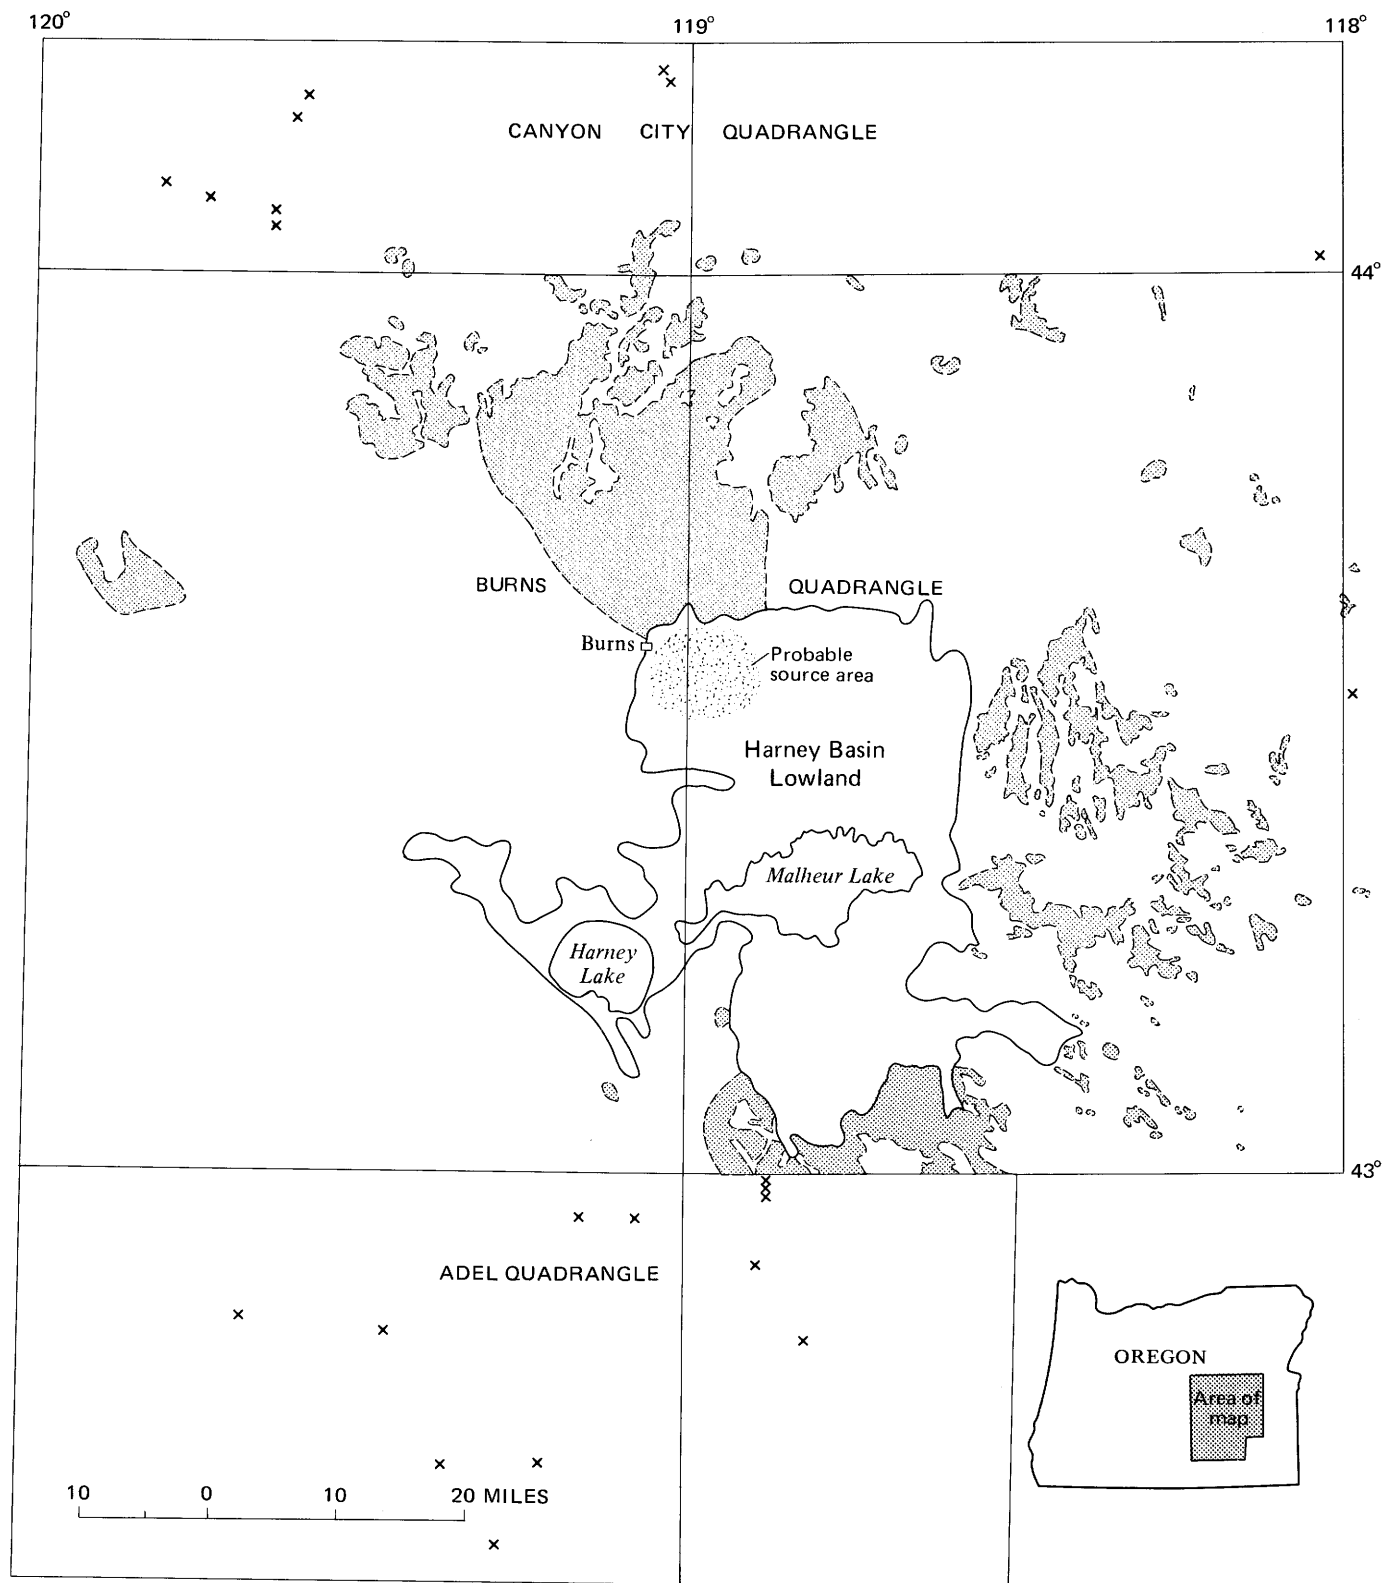 120°
119°
118°
CANYON CITY QUADRANGLE
44°
BURNS QUADRANGLE
Burns
Probable
source area
Harney Basin
Lowland
Malheur Lake
Harney
Lake
43°
ADEL QUADRANGLE
OREGON
Area of
map
10 0 10 20 MILES